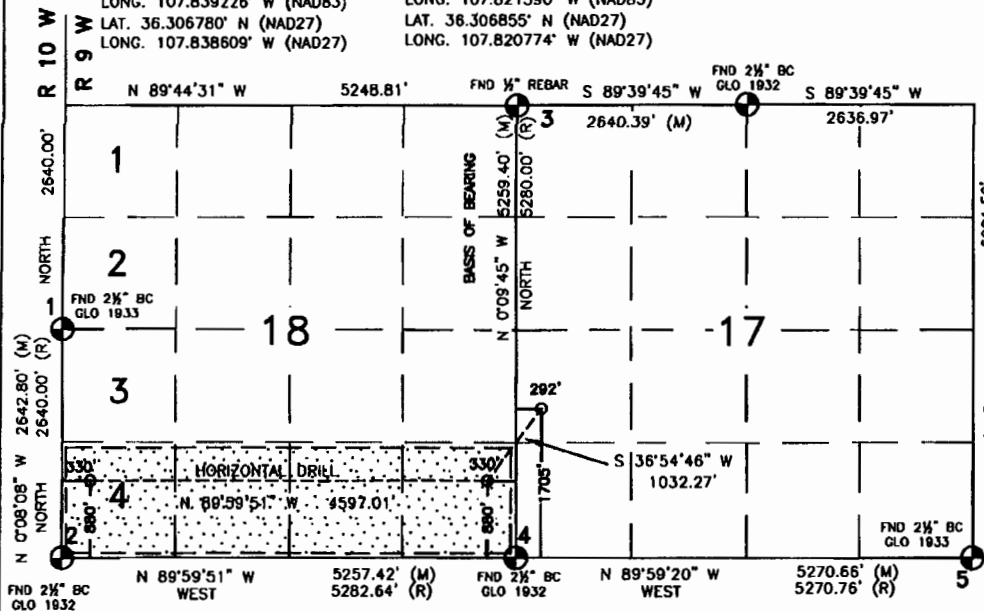 LONG. 107.839226° W (NAD83) LONG. 107.821390° W (NAD83)
LAT. 36.306780° N (NAD27) LAT. 36.306855° N (NAD27)
LONG. 107.838609° W (NAD27) LONG. 107.820774° W (NAD27)
R 10 W
R 9 W
N 89°44'31" W 5248.81' FND ½" REBAR S 89°39'45" W FND 2½" BC GLO 1932 S 89°39'45" W
3 2640.39' (M) 2636.97'
2640.00'
NORTH
1
2
3
4
BASIS OF BEARING
N 0°09'45" W 5259.40' (M)
NORTH 5280.00' (R)
1 FND 2½" BC
GLO 1933
18
17
2642.80' (M)
2640.00' (R)
N 0°08'08" W
NORTH
292'
330' HORIZONTAL DRILL 330'
S 36°54'46" W
1032.27'
1705'
N. 89°59'51" W 4597.01'
880' 880'
2 4 FND 2½" BC
GLO 1933
5
FND 2½" BC
GLO 1932
N 89°59'51" W 5257.42' (M)
WEST 5282.64' (R)
FND 2½" BC
GLO 1932
N 89°59'20" W 5270.66' (M)
WEST 5270.76' (R)